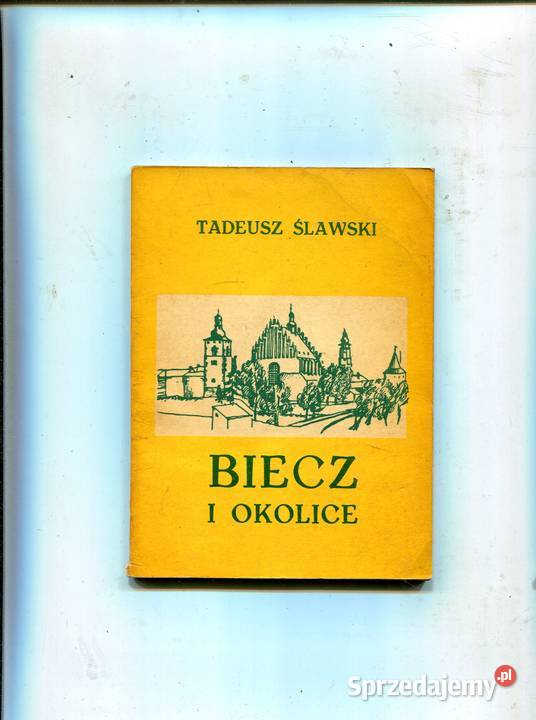 TADEUSZ ŚLAWSKI
BIECZ
I OKOLICE
Sprzedajemy.pl